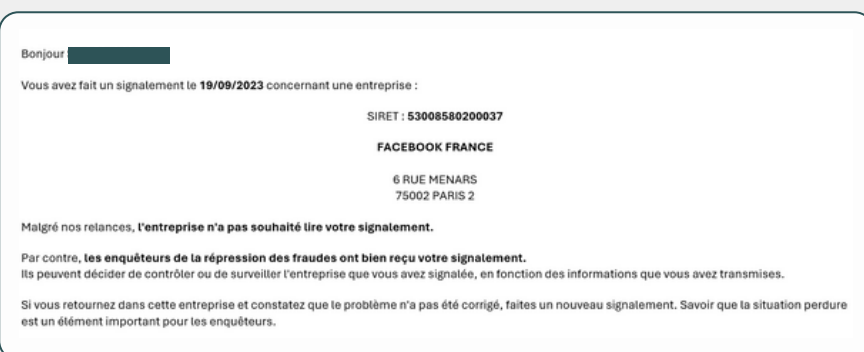 Bonjour
Vous avez fait un signalement le 19/09/2023 concernant une entreprise :
SIRET : 53008580200037
FACEBOOK FRANCE
6 RUE MENARS
75002 PARIS 2
Malgré nos relances, l'entreprise n'a pas souhaité lire votre signalement.
Par contre, les enquêteurs de la répression des fraudes ont bien reçu votre signalement.
Ils peuvent décider de contrôler ou de surveiller l'entreprise que vous avez signalée, en fonction des informations que vous avez transmises.
Si vous retournez dans cette entreprise et constatez que le problème n'a pas été corrigé, faites un nouveau signalement. Savoir que la situation perdure
est un élément important pour les enquêteurs.